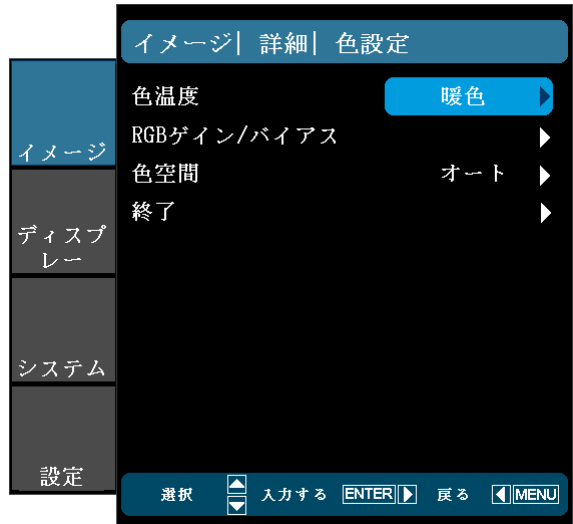 イメージ| 詳細| 色設定
色温度 暖色
RGBゲイン/バイアス
色空間 オート
終了
イメージ
ディスプ
レー
システム
設定
選択 入力する ENTER 戻る MENU